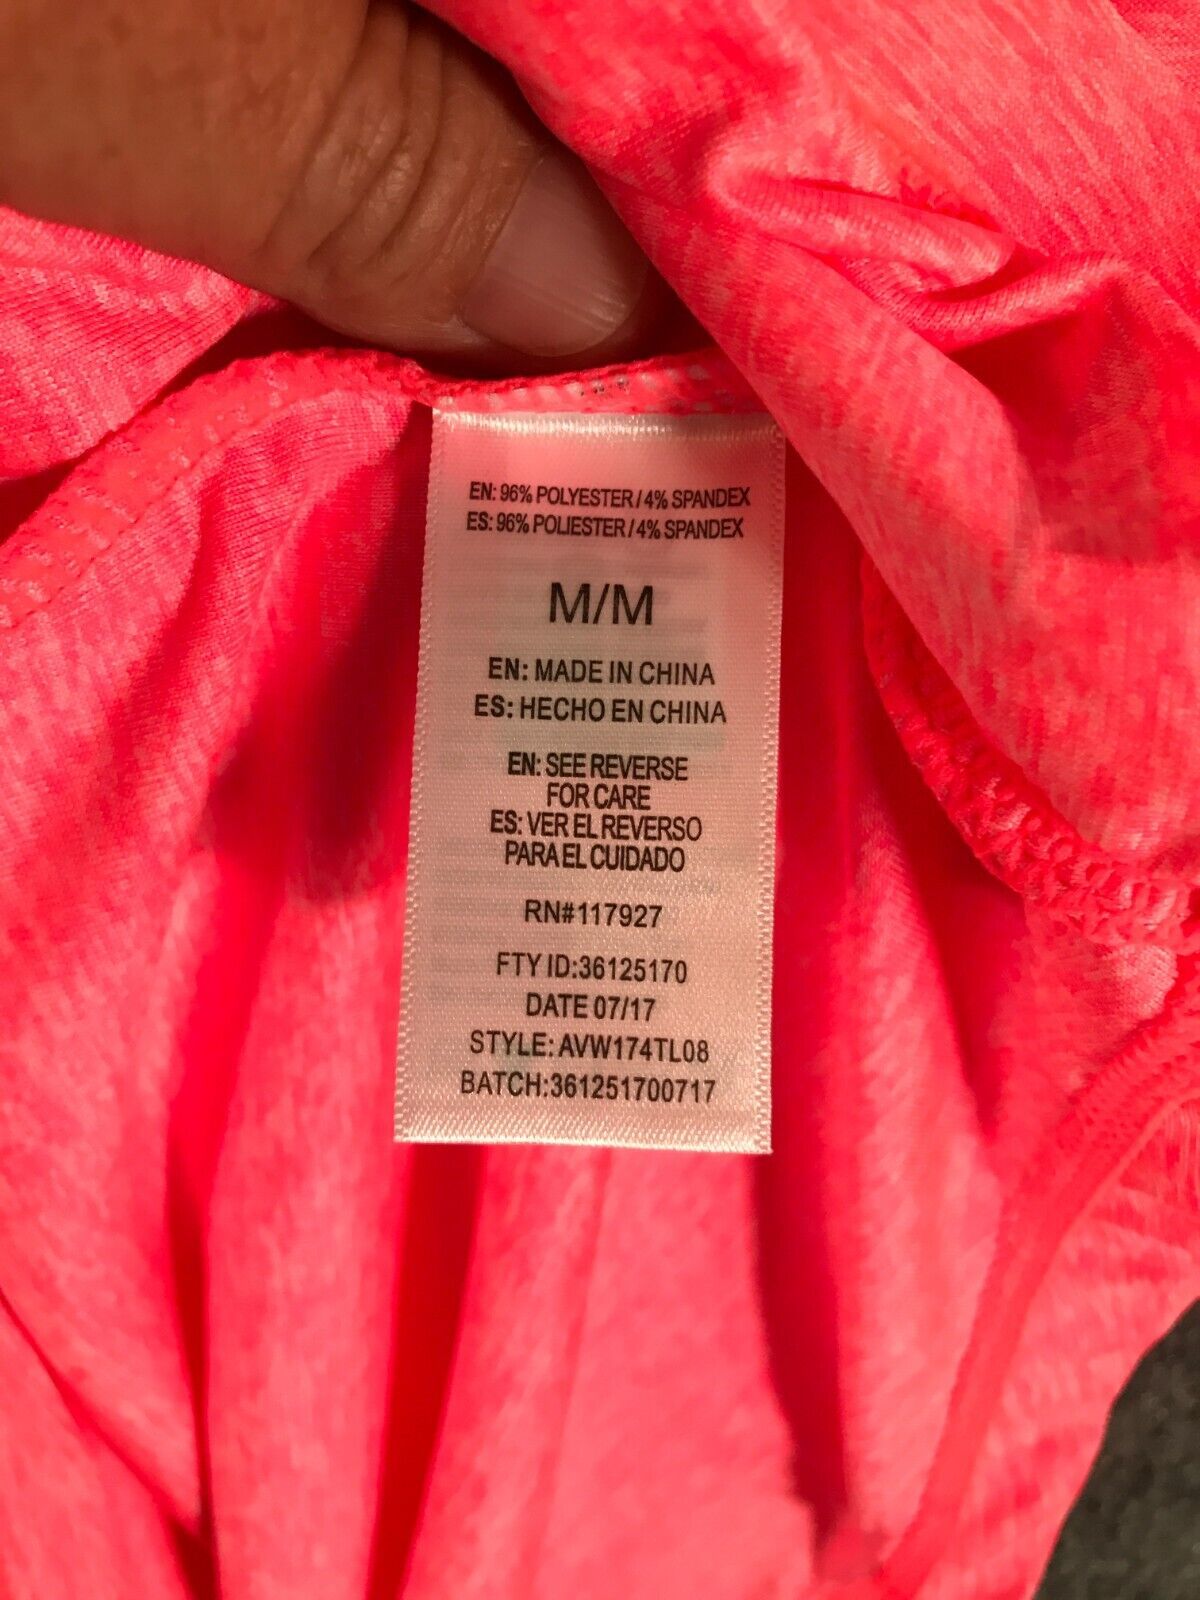 EN: 96% POLYESTER / 4% SPANDEX
ES: 96% POLIESTER / 4% SPANDEX
M/M
EN: MADE IN CHINA
ES: HECHO EN CHINA
EN: SEE REVERSE
FOR CARE
ES: VER EL REVERSO
PARA EL CUIDADO
RN#117927
FTY ID:36125170
DATE 07/17
STYLE: AVW174TL08
BATCH:361251700717